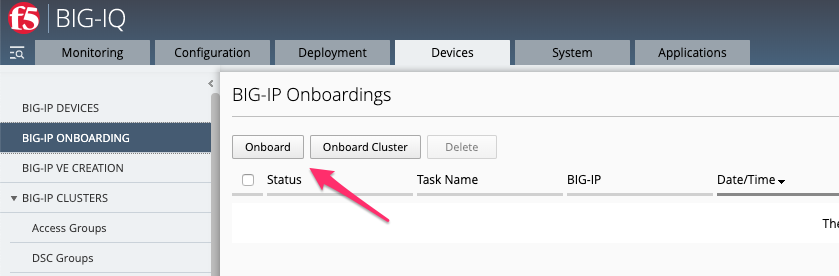 f5 BIG-IQ
Monitoring Configuration Deployment Devices System Applications
BIG-IP DEVICES
BIG-IP ONBOARDING
BIG-IP VE CREATION
BIG-IP CLUSTERS
Access Groups
DSC Groups
BIG-IP Onboardings
Onboard Onboard Cluster Delete
Status Task Name BIG-IP Date/Time
The